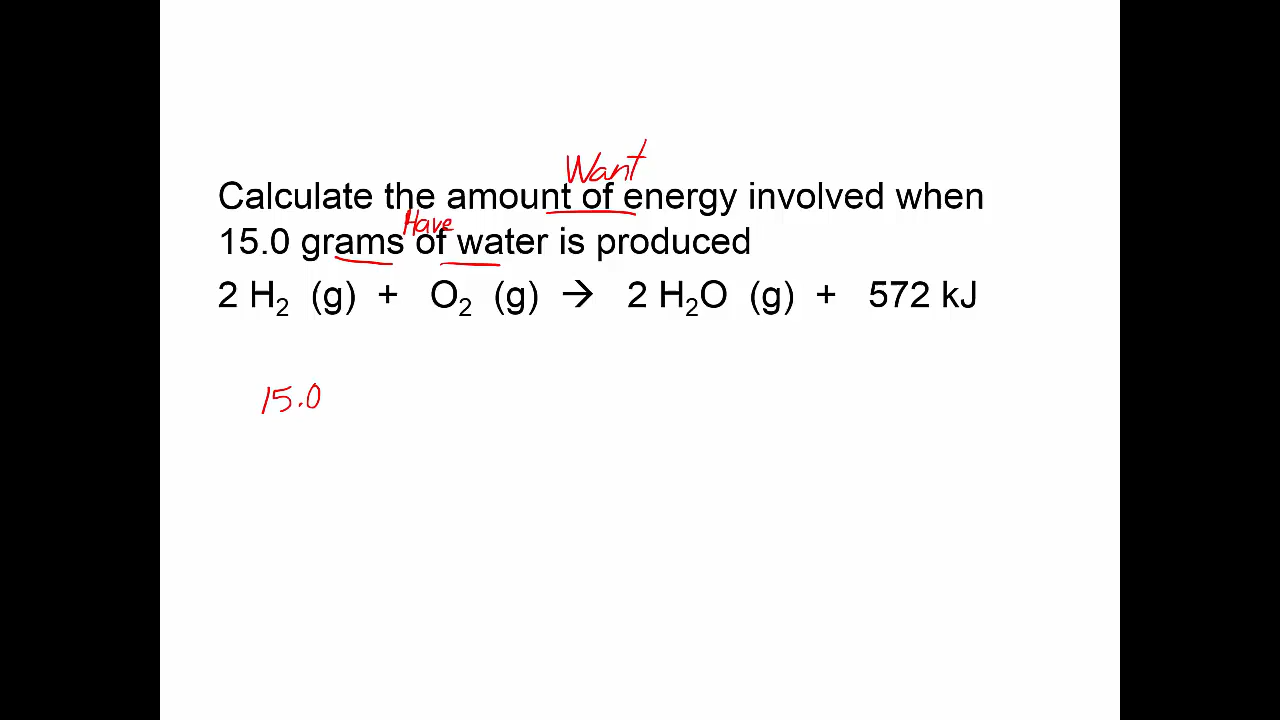 Want
Calculate the amount of energy involved when
Have
15.0 grams of water is produced
2 H₂ (g) + O₂ (g) → 2 H₂O (g) + 572 kJ
15.0